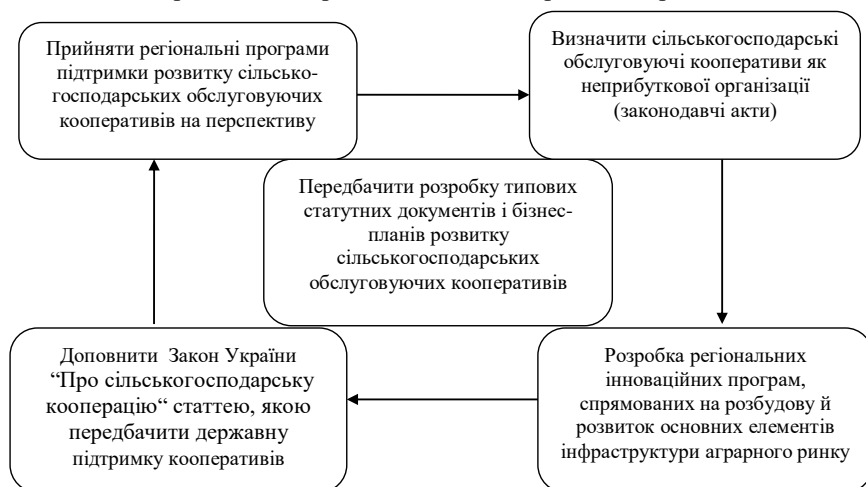 Прийняти регіональні програми
підтримки розвитку сільсько-
господарських обслуговуючих
кооперативів на перспективу
Визначити сільськогосподарські
обслуговуючі кооперативи як
неприбуткової організації
(законодавчі акти)
Передбачити розробку типових
статутних документів і бізнес-
планів розвитку
сільськогосподарських
обслуговуючих кооперативів
Доповнити Закон України
“Про сільськогосподарську
кооперацію“ статтею, якою
передбачити державну
підтримку кооперативів
Розробка регіональних
інноваційних програм,
спрямованих на розбудову й
розвиток основних елементів
інфраструктури аграрного ринку